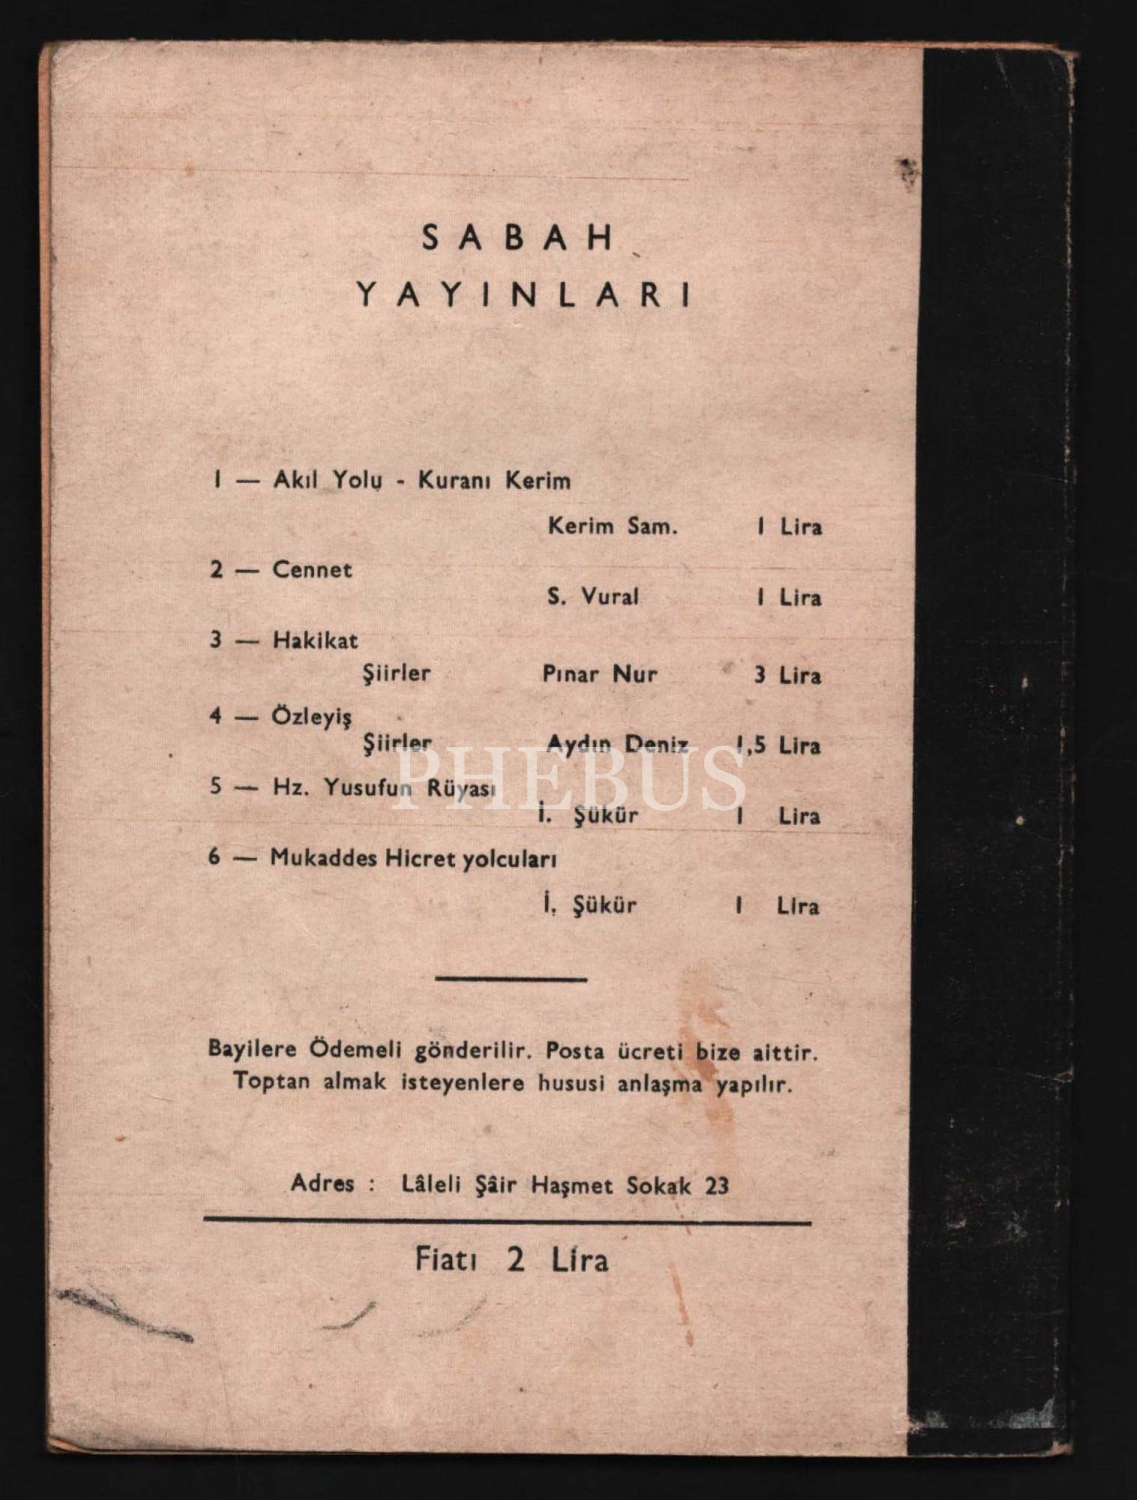 SABAH
YAYINLARI
1 — Akıl Yolu - Kuranı Kerim
Kerim Sam. 1 Lira
2 — Cennet
S. Vural 1 Lira
3 — Hakikat
Şiirler Pınar Nur 3 Lira
4 — Özleyiş
Şiirler Aydın Deniz 1,5 Lira
5 — Hz. Yusufun Rüyası
PHEBUS
İ. Şükür 1 Lira
6 — Mukaddes Hicret yolcuları
İ. Şükür 1 Lira
Bayilere Ödemeli gönderilir. Posta ücreti bize aittir.
Toptan almak isteyenlere hususi anlaşma yapılır.
Adres : Lâleli Şâir Haşmet Sokak 23
Fiatı 2 Lira